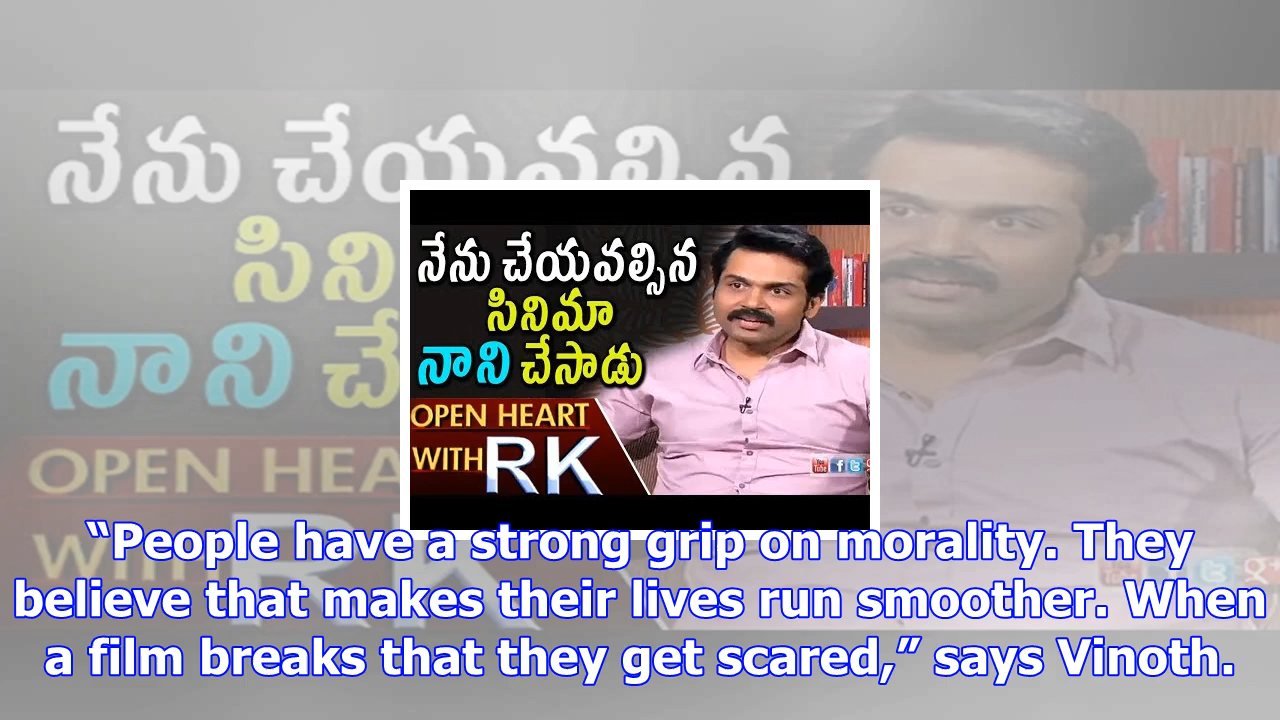 నేను చేయవల్సిన
సినిమా
నాని చేసాడు
OPEN HEART
WITH RK
“People have a strong grip on morality. They
believe that makes their lives run smoother. When
a film breaks that they get scared,” says Vinoth.